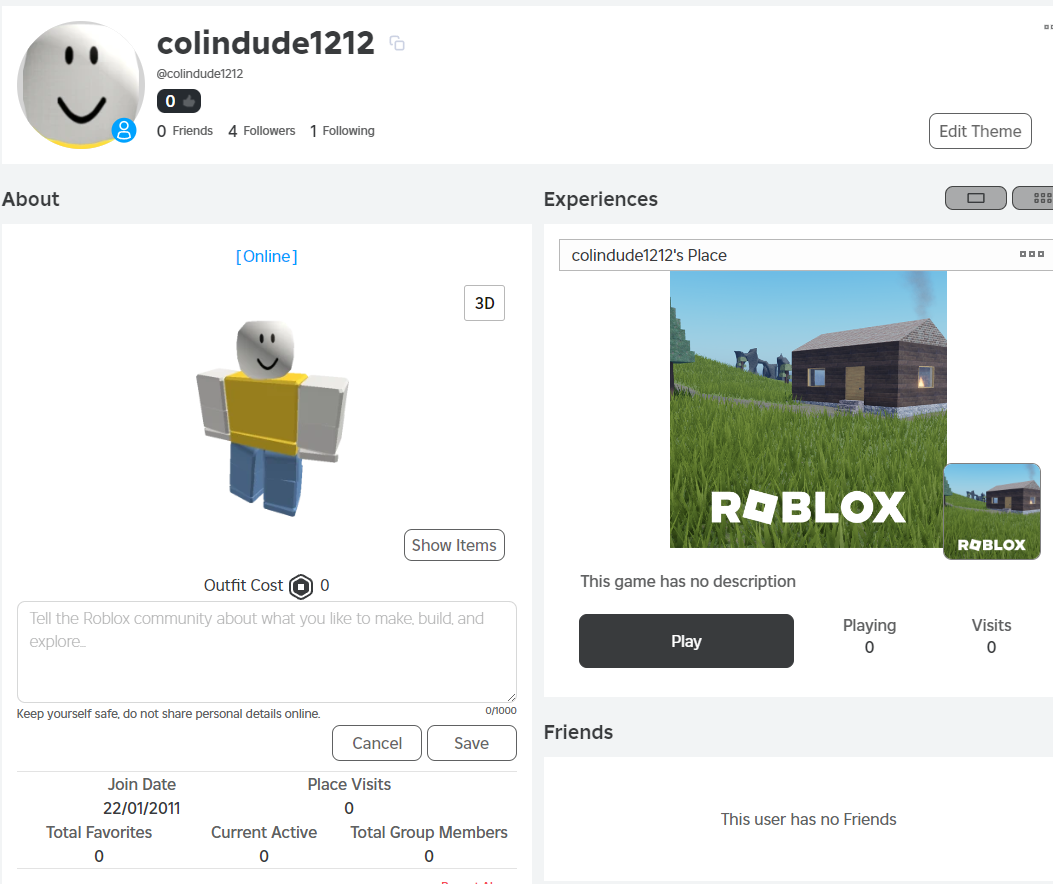 colindude1212
@colindude1212
0
0 Friends 4 Followers 1 Following
Edit Theme
About
[Online]
3D
Show Items
Outfit Cost 0
Tell the Roblox community about what you like to make, build, and
explore...
Keep yourself safe, do not share personal details online.
0/1000
Cancel Save
Join Date Place Visits
22/01/2011 0
Total Favorites Current Active Total Group Members
0 0 0
Experiences
colindude1212's Place
ROBLOX
ROBLOX
This game has no description
Play
Playing Visits
0 0
Friends
This user has no Friends